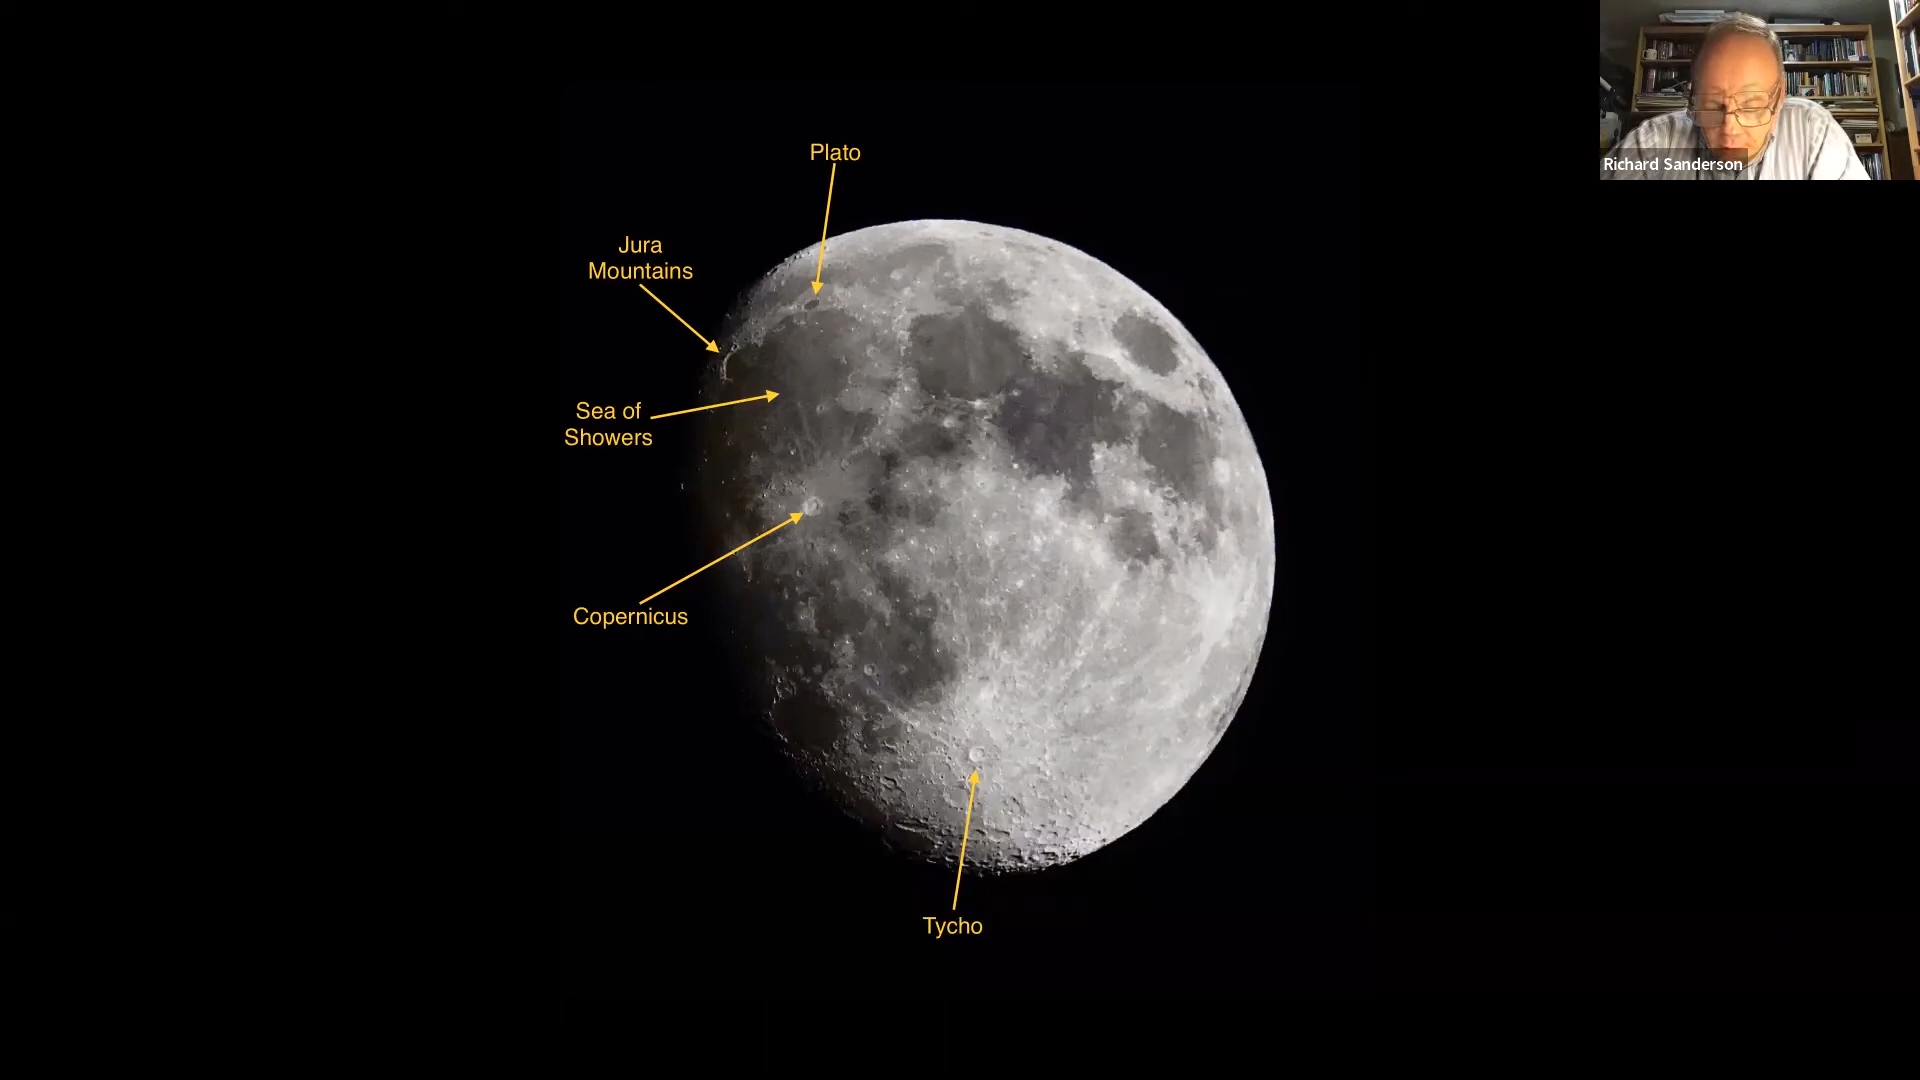 Plato
Jura
Mountains
Sea of
Showers
Copernicus
Tycho
Richard Sanderson